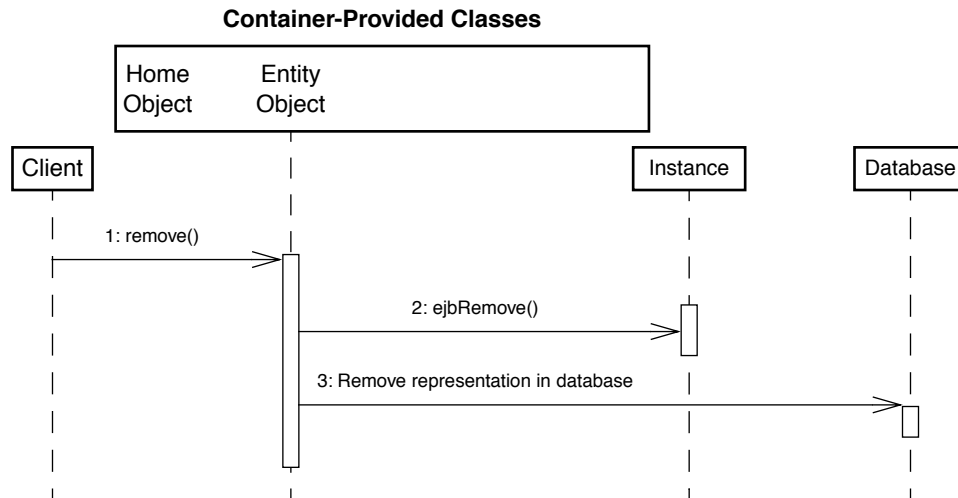 Container-Provided Classes
Home Object
Entity Object
Client
Instance
Database
1: remove()
2: ejbRemove()
3: Remove representation in database